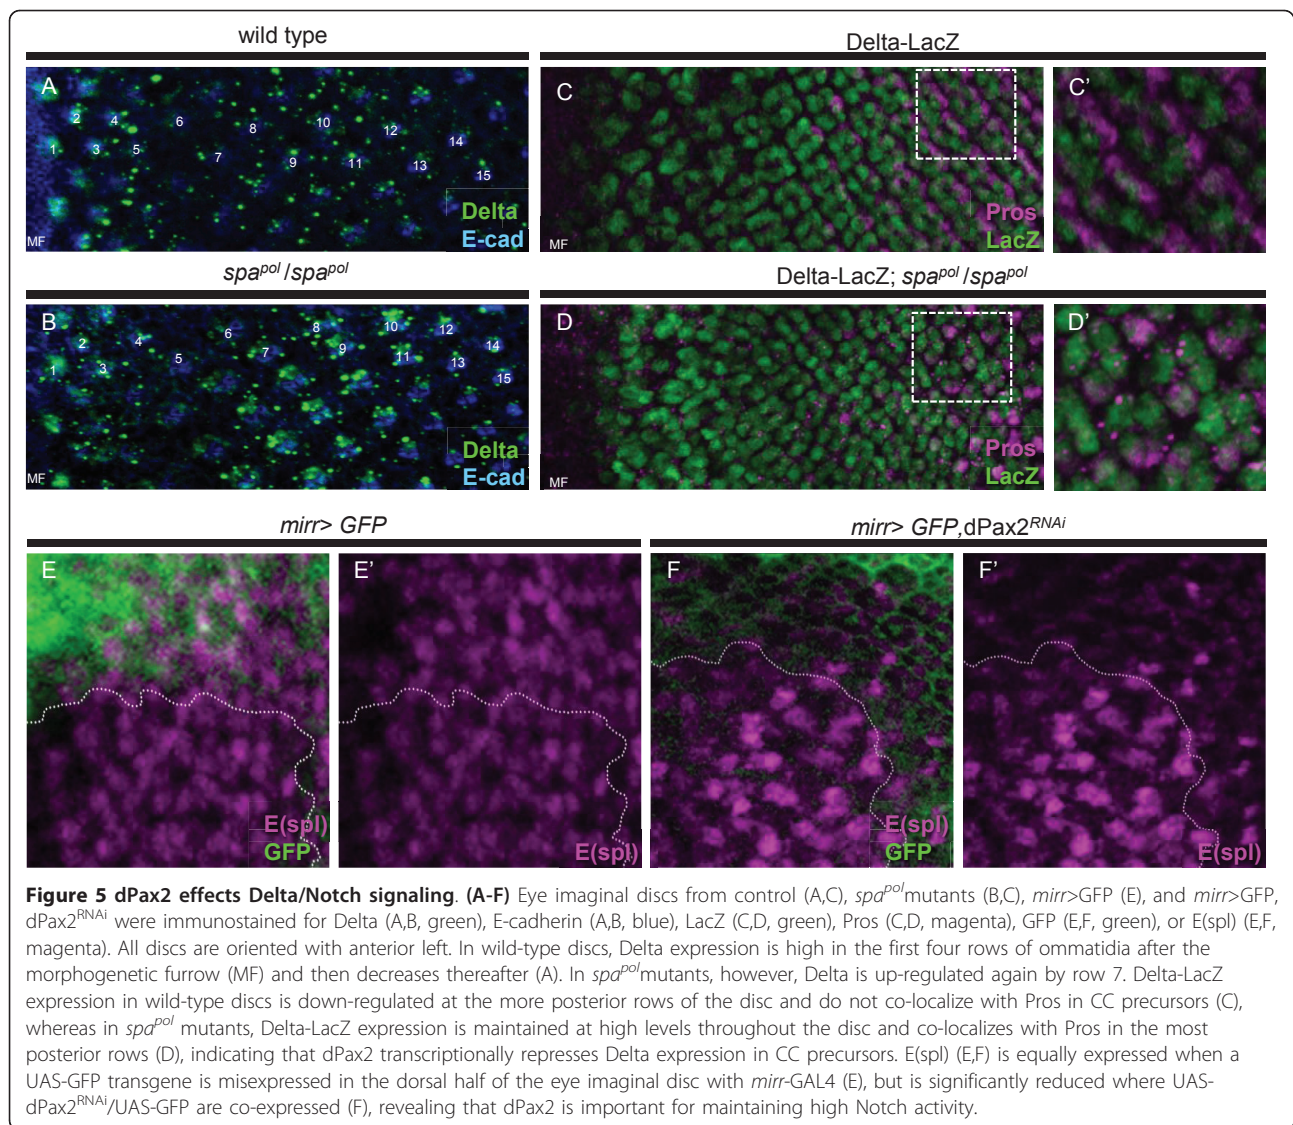 wild type
Delta-LacZ
A
1
2
3
4
5
6
7
8
9
10
11
12
13
14
15
Delta
E-cad
MF
C
Pros
LacZ
MF
C'
spa^pol/spa^pol
Delta-LacZ; spa^pol/spa^pol
B
1
2
3
4
5
6
7
8
9
10
11
12
13
14
15
Delta
E-cad
MF
D
Pros
LacZ
MF
D'
mirr> GFP
mirr> GFP,dPax2^RNAi
E
E(spl)
GFP
E'
E(spl)
F
E(spl)
GFP
F'
E(spl)
Figure 5 dPax2 effects Delta/Notch signaling. (A-F) Eye imaginal discs from control (A,C), spa^pol mutants (B,C), mirr>GFP (E), and mirr>GFP,
dPax2^RNAi were immunostained for Delta (A,B, green), E-cadherin (A,B, blue), LacZ (C,D, green), Pros (C,D, magenta), GFP (E,F, green), or E(spl) (E,F,
magenta). All discs are oriented with anterior left. In wild-type discs, Delta expression is high in the first four rows of ommatidia after the
morphogenetic furrow (MF) and then decreases thereafter (A). In spa^pol mutants, however, Delta is up-regulated again by row 7. Delta-LacZ
expression in wild-type discs is down-regulated at the more posterior rows of the disc and do not co-localize with Pros in CC precursors (C),
whereas in spa^pol mutants, Delta-LacZ expression is maintained at high levels throughout the disc and co-localizes with Pros in the most
posterior rows (D), indicating that dPax2 transcriptionally represses Delta expression in CC precursors. E(spl) (E,F) is equally expressed when a
UAS-GFP transgene is misexpressed in the dorsal half of the eye imaginal disc with mirr-GAL4 (E), but is significantly reduced where UAS-
dPax2^RNAi/UAS-GFP are co-expressed (F), revealing that dPax2 is important for maintaining high Notch activity.